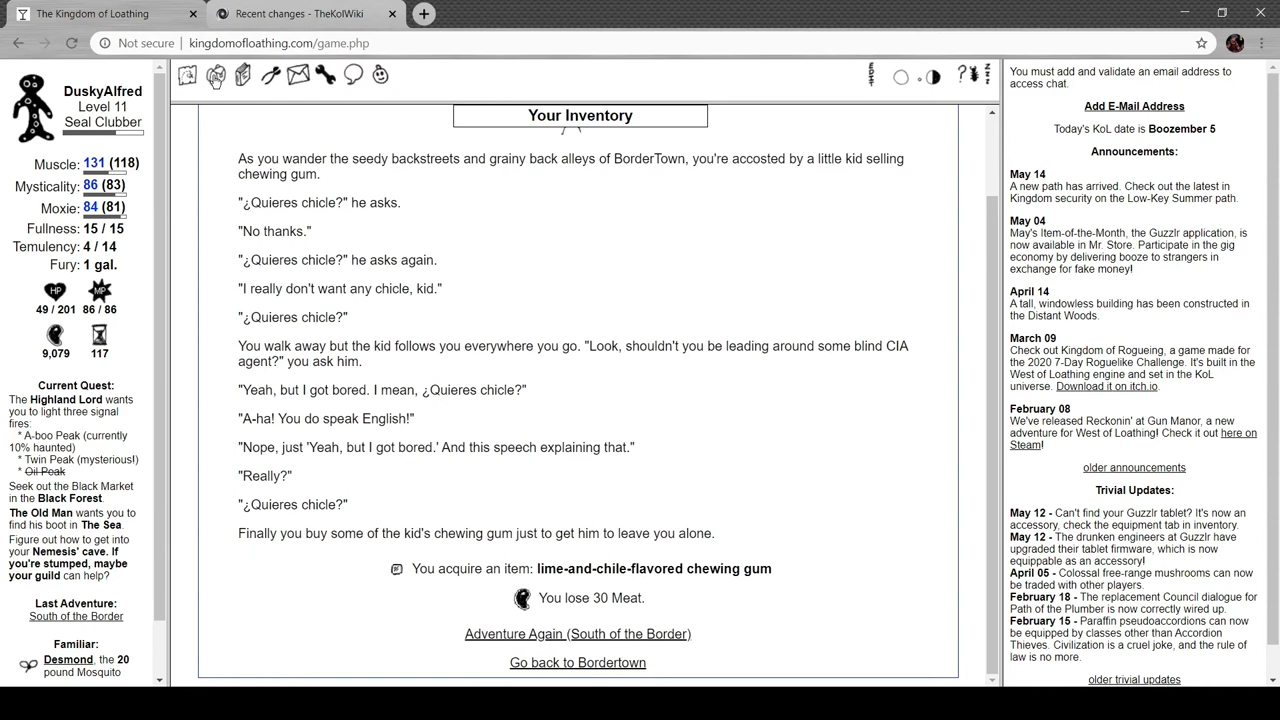 The Kingdom of Loathing
Recent changes - TheKolWiki
Not secure
kingdomofloathing.com/game.php
DuskyAlfred
Level 11
Seal Clubber
Muscle: 131 (118)
Mysticality: 86 (83)
Moxie: 84 (81)
Fullness: 15 / 15
Temulency: 4 / 14
Fury: 1 gal.
HP MP
49 / 201 86 / 86
9,079 117
Current Quest:
The Highland Lord wants
you to light three signal
fires:
* A-boo Peak (currently
10% haunted)
* Twin Peak (mysterious!)
* Oil Peak
Seek out the Black Market
in the Black Forest.
The Old Man wants you to
find his boot in The Sea.
Figure out how to get into
your Nemesis' cave. If
you're stumped, maybe
your guild can help?
Last Adventure:
South of the Border
Familiar:
Desmond, the 20
pound Mosquito
Your Inventory
As you wander the seedy backstreets and grainy back alleys of BorderTown, you're accosted by a little kid selling
chewing gum.
"¿Quieres chicle?" he asks.
"No thanks."
"¿Quieres chicle?" he asks again.
"I really don't want any chicle, kid."
"¿Quieres chicle?"
You walk away but the kid follows you everywhere you go. "Look, shouldn't you be leading around some blind CIA
agent?" you ask him.
"Yeah, but I got bored. I mean, ¿Quieres chicle?"
"A-ha! You do speak English!"
"Nope, just 'Yeah, but I got bored.' And this speech explaining that."
"Really?"
"¿Quieres chicle?"
Finally you buy some of the kid's chewing gum just to get him to leave you alone.
You acquire an item: lime-and-chile-flavored chewing gum
You lose 30 Meat.
Adventure Again (South of the Border)
Go back to Bordertown
You must add and validate an email address to
access chat.
Add E-Mail Address
Today's KoL date is Boozember 5
Announcements:
May 14
A new path has arrived. Check out the latest in
Kingdom security on the Low-Key Summer path.
May 04
May's Item-of-the-Month, the Guzzlr application, is
now available in Mr. Store. Participate in the gig
economy by delivering booze to strangers in
exchange for fake money!
April 14
A tall, windowless building has been constructed in
the Distant Woods.
March 09
Check out Kingdom of Rogueing, a game made for
the 2020 7-Day Roguelike Challenge. It's built in the
West of Loathing engine and set in the KoL
universe. Download it on itch.io.
February 08
We've released Reckonin' at Gun Manor, a new
adventure for West of Loathing! Check it out here on
Steam!
older announcements
Trivial Updates:
May 12 - Can't find your Guzzlr tablet? It's now an
accessory, check the equipment tab in inventory.
May 12 - The drunken engineers at Guzzlr have
upgraded their tablet firmware, which is now
equippable as an accessory!
April 05 - Colossal free-range mushrooms can now
be traded with other players.
February 18 - The replacement Council dialogue for
Path of the Plumber is now correctly wired up.
February 15 - Paraffin pseudoaccordions can now
be equipped by classes other than Accordion
Thieves. Civilization is a cruel joke, and the rule of
law is no more.
older trivial updates